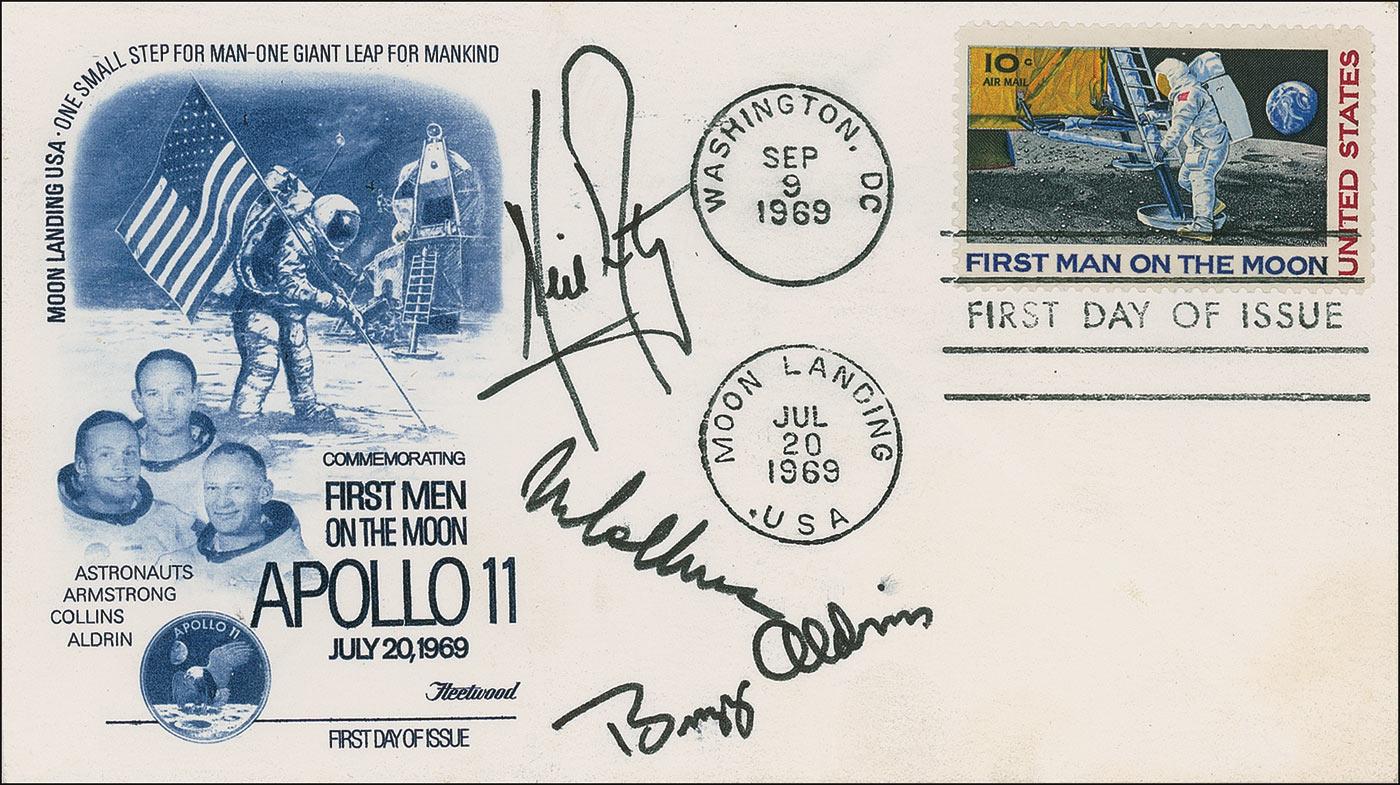 MOON LANDING USA · ONE SMALL STEP FOR MAN–ONE GIANT LEAP FOR MANKIND
COMMEMORATING
FIRST MEN
ON THE MOON
APOLLO 11
JULY 20, 1969
ASTRONAUTS
ARMSTRONG
COLLINS
ALDRIN
APOLLO 11
Fleetwood
FIRST DAY OF ISSUE
Neil
M Collins
Buzz Aldrin
WASHINGTON, DC
SEP
9
1969
MOON LANDING
JUL
20
1969
· USA
10 c
AIR MAIL
UNITED STATES
FIRST MAN ON THE MOON
FIRST DAY OF ISSUE